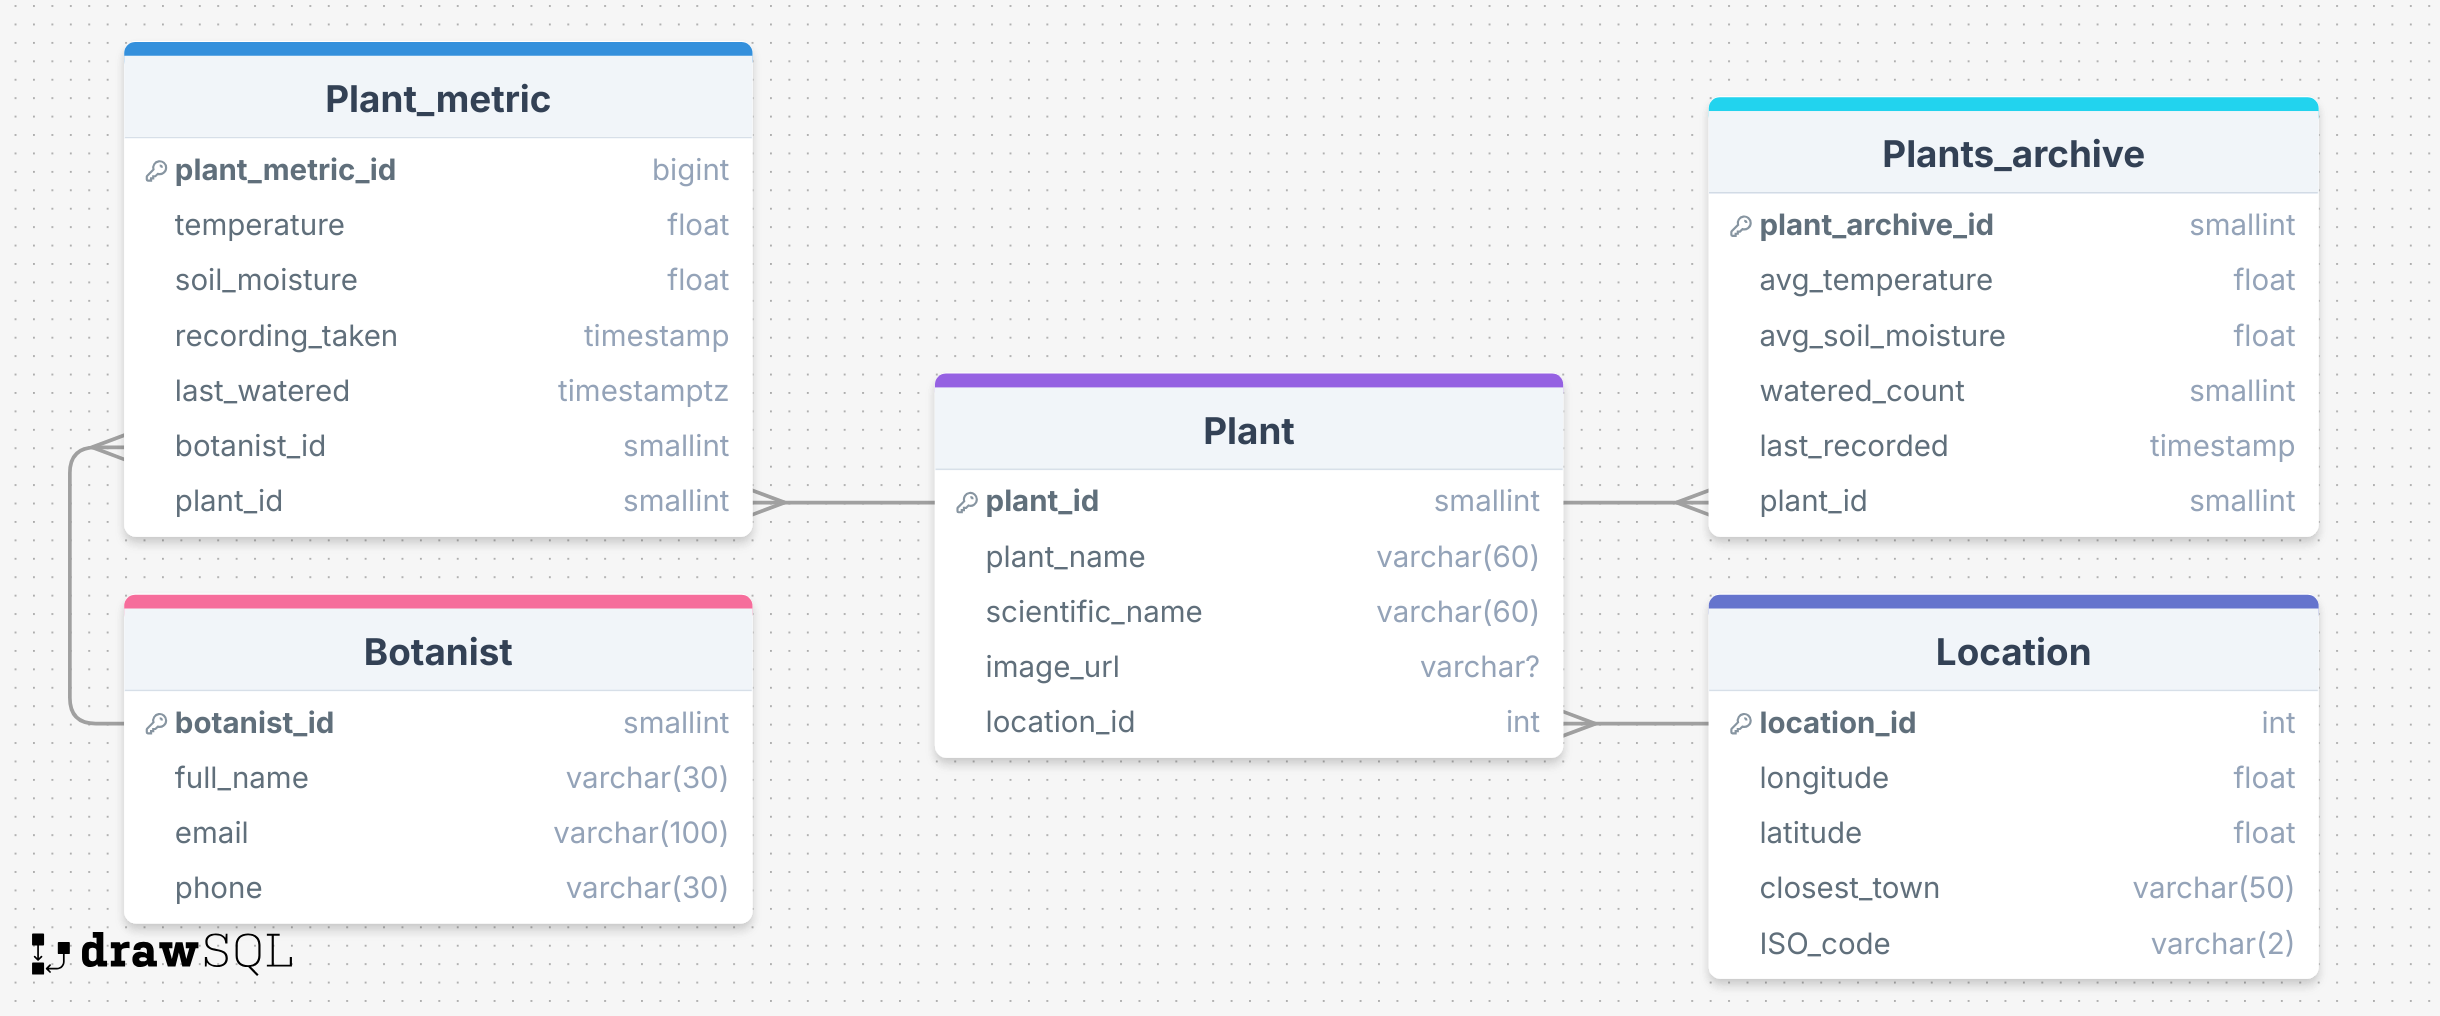 Plant_metric
plant_metric_id bigint
temperature float
soil_moisture float
recording_taken timestamp
last_watered timestamptz
botanist_id smallint
plant_id smallint
Botanist
botanist_id smallint
full_name varchar(30)
email varchar(100)
phone varchar(30)
Plant
plant_id smallint
plant_name varchar(60)
scientific_name varchar(60)
image_url varchar?
location_id int
Plants_archive
plant_archive_id smallint
avg_temperature float
avg_soil_moisture float
watered_count smallint
last_recorded timestamp
plant_id smallint
Location
location_id int
longitude float
latitude float
closest_town varchar(50)
ISO_code varchar(2)
drawSQL